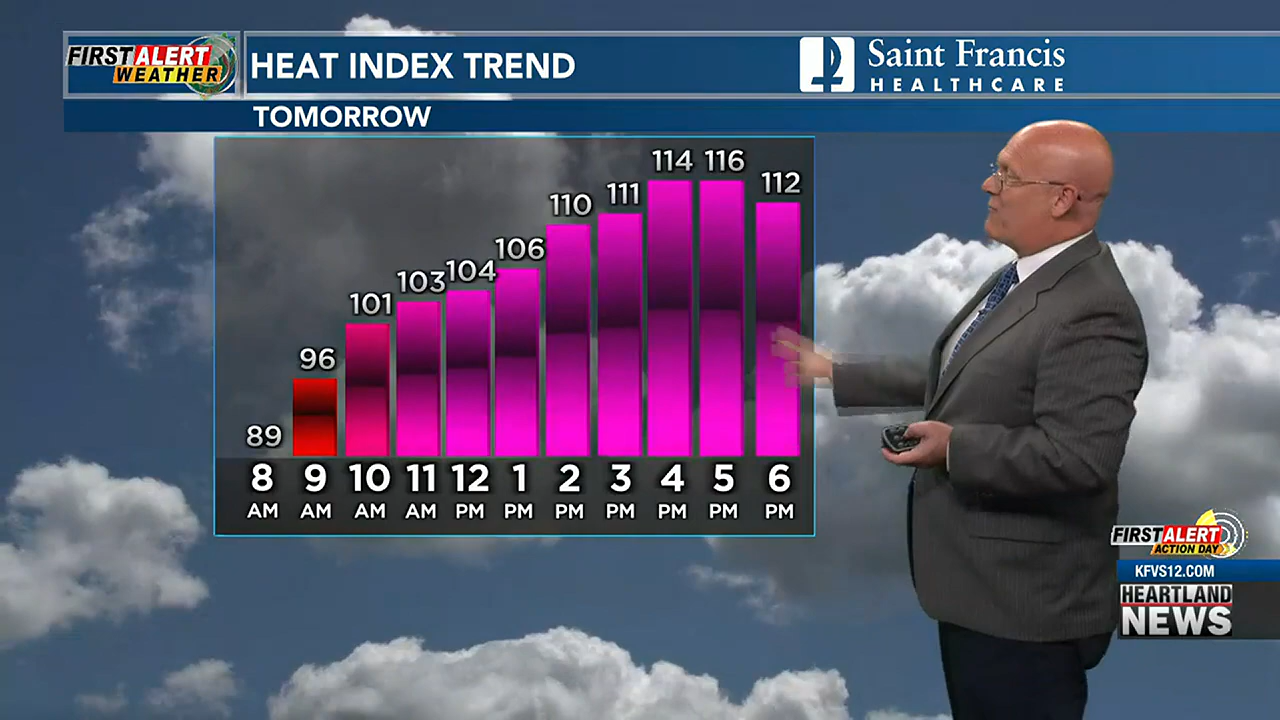 FIRST ALERT
WEATHER
HEAT INDEX TREND
Saint Francis
HEALTHCARE
TOMORROW
89 96 101 103 104 106 110 111 114 116 112
8 9 10 11 12 1 2 3 4 5 6
AM AM AM AM PM PM PM PM PM PM PM
FIRST ALERT
ACTION DAY
KFVS12.COM
HEARTLAND
NEWS